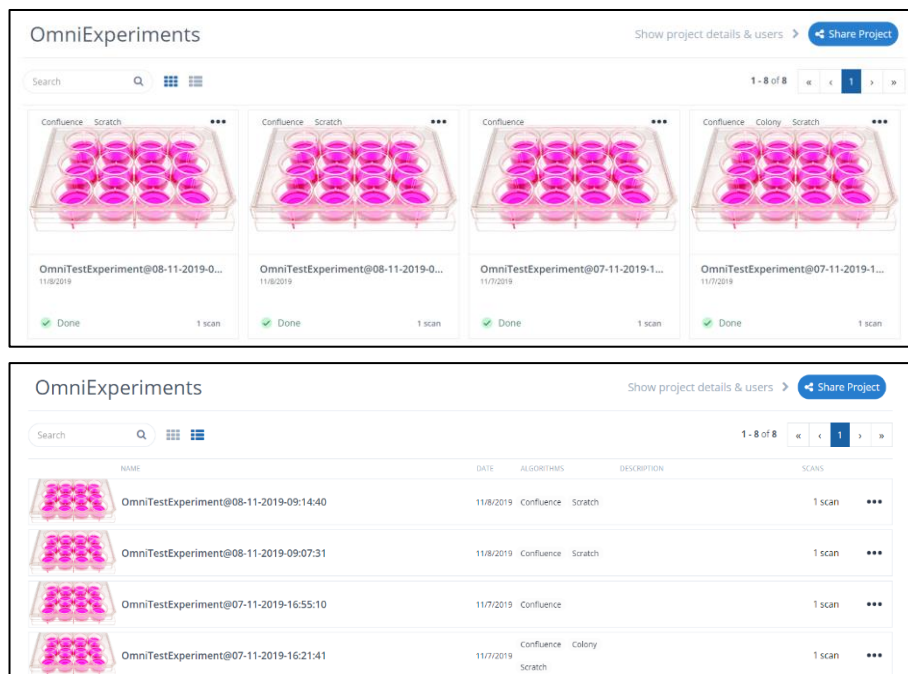 OmniExperiments Show project details & users > Share Project
Search 1 - 8 of 8 « ‹ 1 › »
Confluence Scratch ••• Confluence Scratch ••• Confluence ••• Confluence Colony Scratch •••
OmniTestExperiment@08-11-2019-0... OmniTestExperiment@08-11-2019-0... OmniTestExperiment@07-11-2019-1... OmniTestExperiment@07-11-2019-1...
11/8/2019 11/8/2019 11/7/2019 11/7/2019
Done 1 scan Done 1 scan Done 1 scan Done 1 scan
OmniExperiments Show project details & users > Share Project
Search 1 - 8 of 8 « ‹ 1 › »
NAME DATE ALGORITHMS DESCRIPTION SCANS
OmniTestExperiment@08-11-2019-09:14:40 11/8/2019 Confluence Scratch 1 scan •••
OmniTestExperiment@08-11-2019-09:07:31 11/8/2019 Confluence Scratch 1 scan •••
OmniTestExperiment@07-11-2019-16:55:10 11/7/2019 Confluence 1 scan •••
OmniTestExperiment@07-11-2019-16:21:41 11/7/2019 Confluence Colony 1 scan •••
Scratch